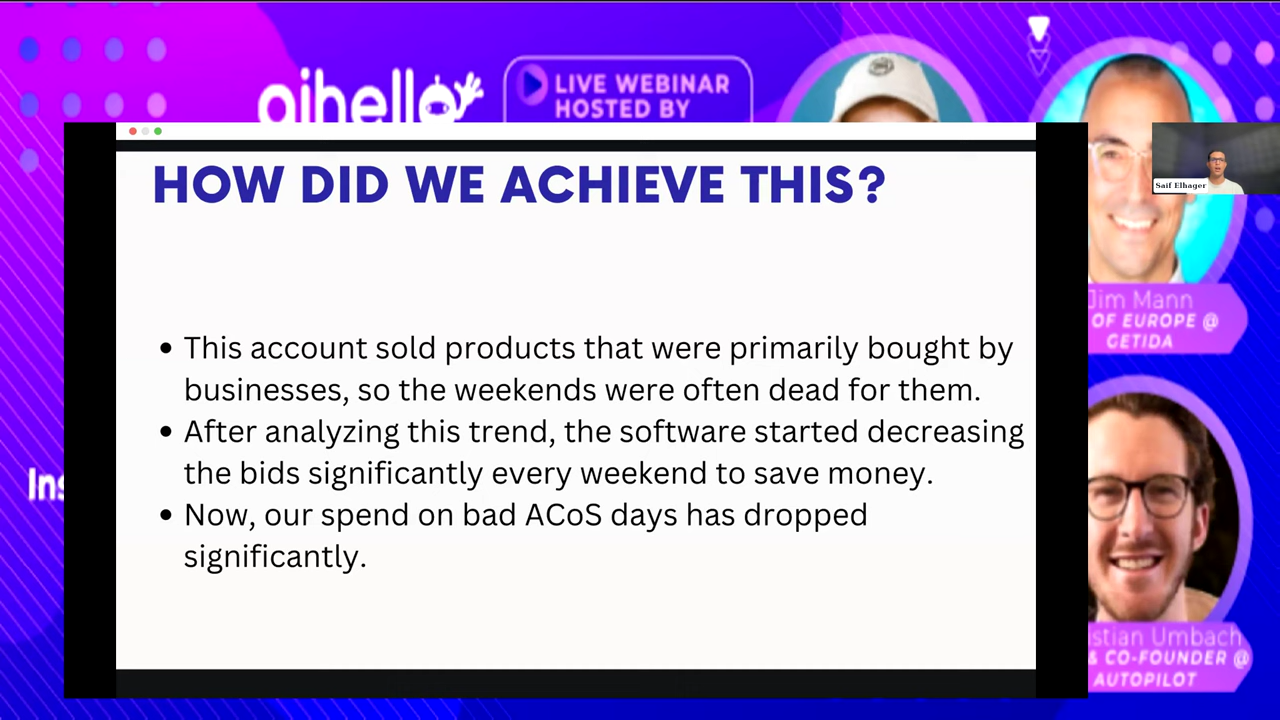 aihello
LIVE WEBINAR
HOSTED BY
HOW DID WE ACHIEVE THIS?
Saif Elhager
This account sold products that were primarily bought by
businesses, so the weekends were often dead for them.
After analyzing this trend, the software started decreasing
the bids significantly every weekend to save money.
Now, our spend on bad ACoS days has dropped
significantly.
Jim Mann
OF EUROPE @
GETIDA
Ins
stian Umbach
& CO-FOUNDER @
AUTOPILOT